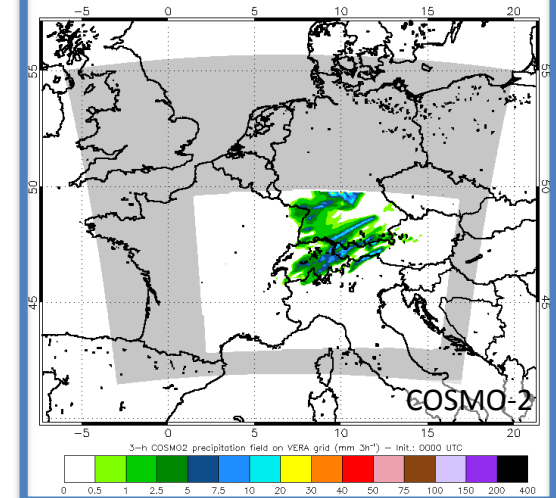 −5 0 5 10 15 20
55 55
50 50
45 45
COSMO-2
−5 0 5 10 15 20
3−h COSMO2 precipitation field on VERA grid (mm 3h⁻¹) − Init.: 0000 UTC
0 0.5 1 2.5 5 7.5 10 20 30 40 50 75 100 150 200 400